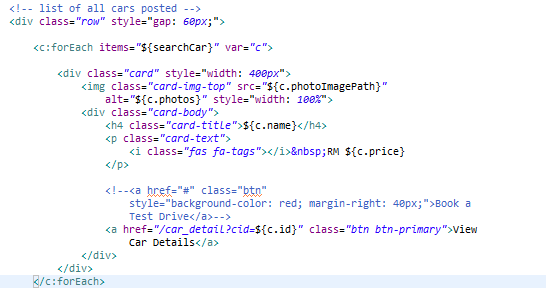 <!-- list of all cars posted -->
<div class="row" style="gap: 60px;">
<c:forEach items="${searchCar}" var="c">
<div class="card" style="width: 400px">
<img class="card-img-top" src="${c.photoImagePath}"
alt="${c.photos}" style="width: 100%">
<div class="card-body">
<h4 class="card-title">${c.name}</h4>
<p class="card-text">
<i class="fas fa-tags"></i>&nbsp;RM ${c.price}
</p>
<!--<a href="#" class="btn"
style="background-color: red; margin-right: 40px;">Book a
Test Drive</a>-->
<a href="/car_detail?cid=${c.id}" class="btn btn-primary">View
Car Details</a>
</div>
</div>
</c:forEach>